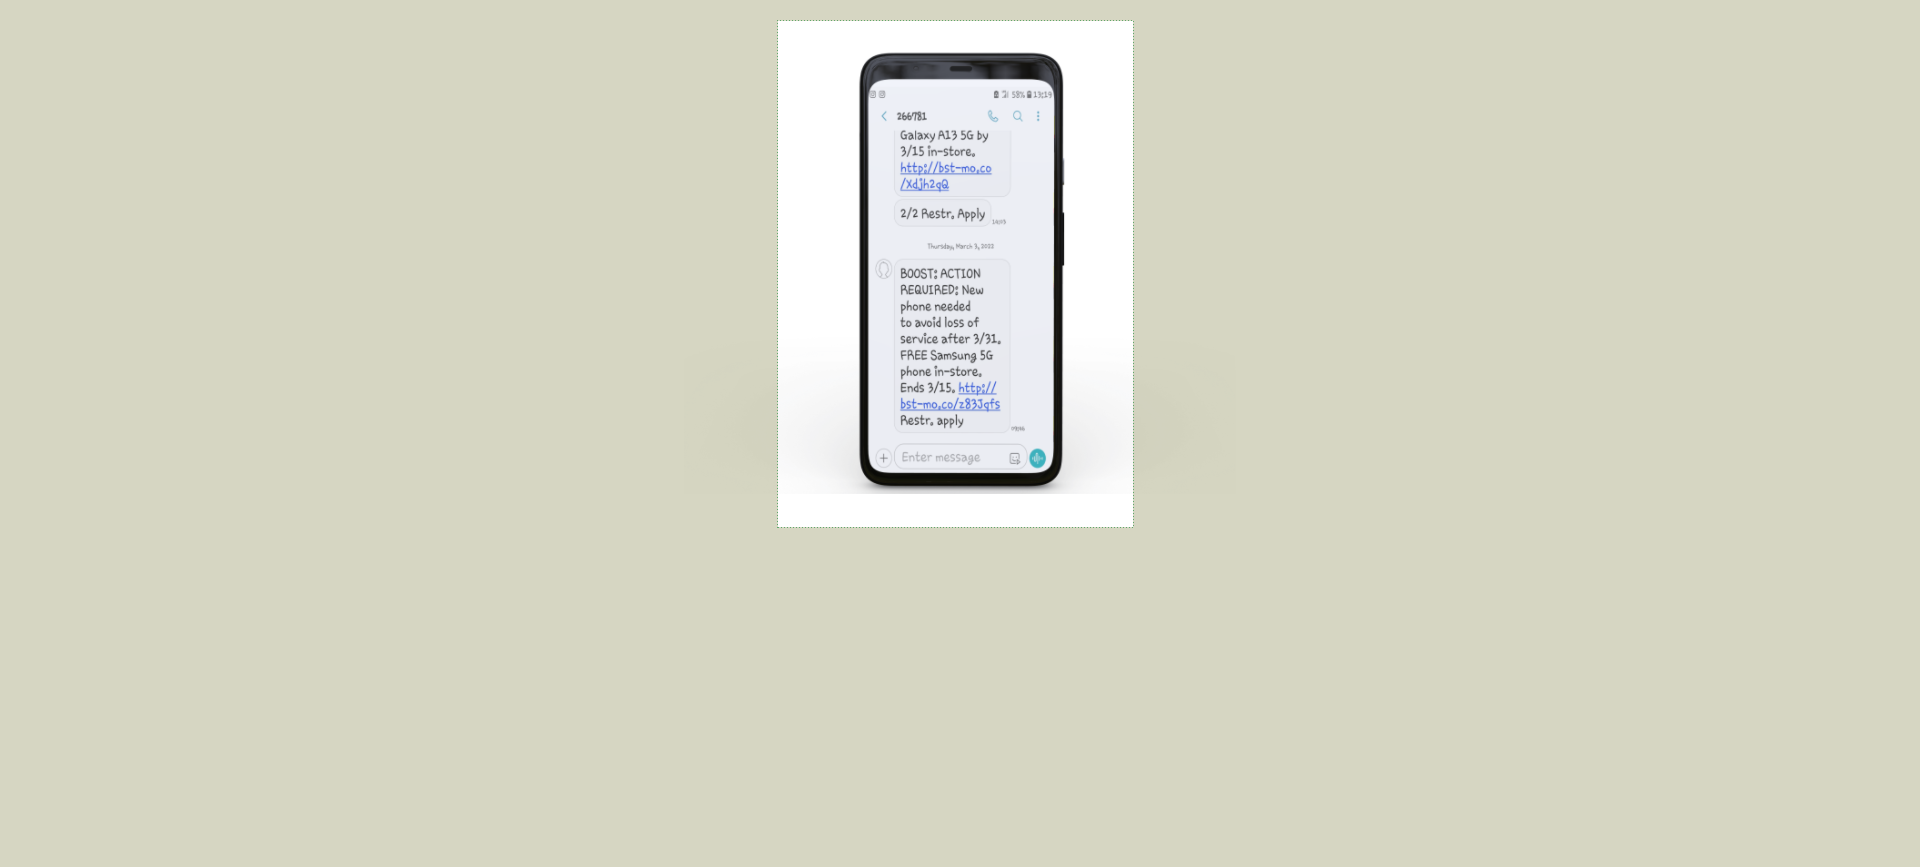 58% 13:19
266781
Galaxy A13 5G by
3/15 in-store.
http://bst-mo.co
/Xdjh2qQ
2/2 Restr. Apply
Thursday, March 3, 2022
BOOST: ACTION
REQUIRED: New
phone needed
to avoid loss of
service after 3/31.
FREE Samsung 5G
phone in-store.
Ends 3/15. http://
bst-mo.co/z83Jqfs
Restr. apply
Enter message